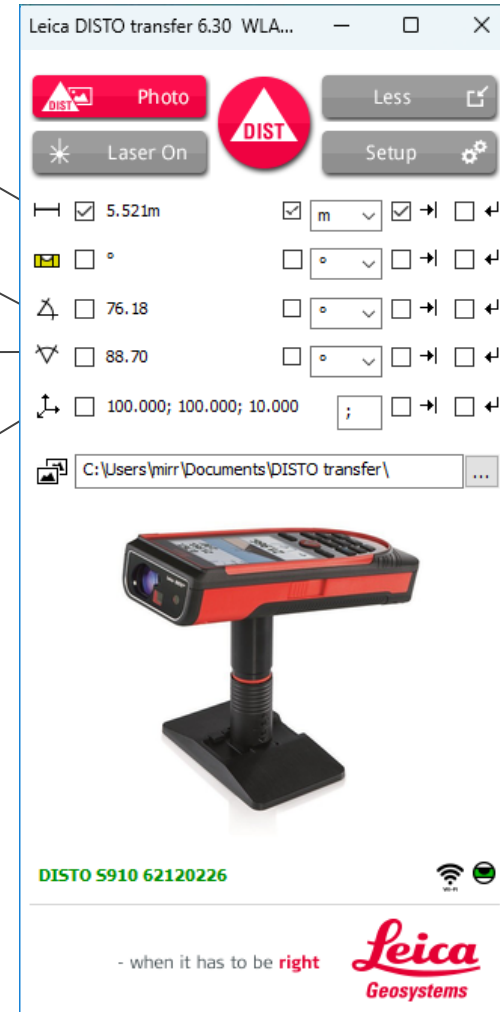 Leica DISTO transfer 6.30 WLA...
DIST Photo
DIST
Less
Laser On
Setup
5.521m
m
°
°
76.18
°
88.70
°
100.000; 100.000; 10.000
;
C:\Users\mirr\Documents\DISTO transfer\
...
DISTO S910 62120226
Wi-Fi
- when it has to be right
Leica
Geosystems